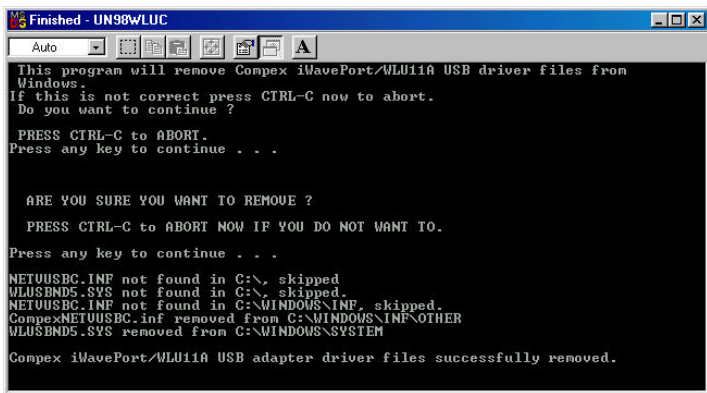 Finished - UN98WLUC
Auto
A
This program will remove Compex iWavePort/WLU11A USB driver files from
Windows.
If this is not correct press CTRL-C now to abort.
Do you want to continue ?
PRESS CTRL-C to ABORT.
Press any key to continue . . .
ARE YOU SURE YOU WANT TO REMOVE ?
PRESS CTRL-C to ABORT NOW IF YOU DO NOT WANT TO.
Press any key to continue . . .
NETVUSBC.INF not found in C:\, skipped
WLUSBND5.SYS not found in C:\, skipped.
NETVUSBC.INF not found in C:\WINDOWS\INF, skipped.
CompexNETVUSBC.inf removed from C:\WINDOWS\INF\OTHER
WLUSBND5.SYS removed from C:\WINDOWS\SYSTEM
Compex iWavePort/WLU11A USB adapter driver files successfully removed.